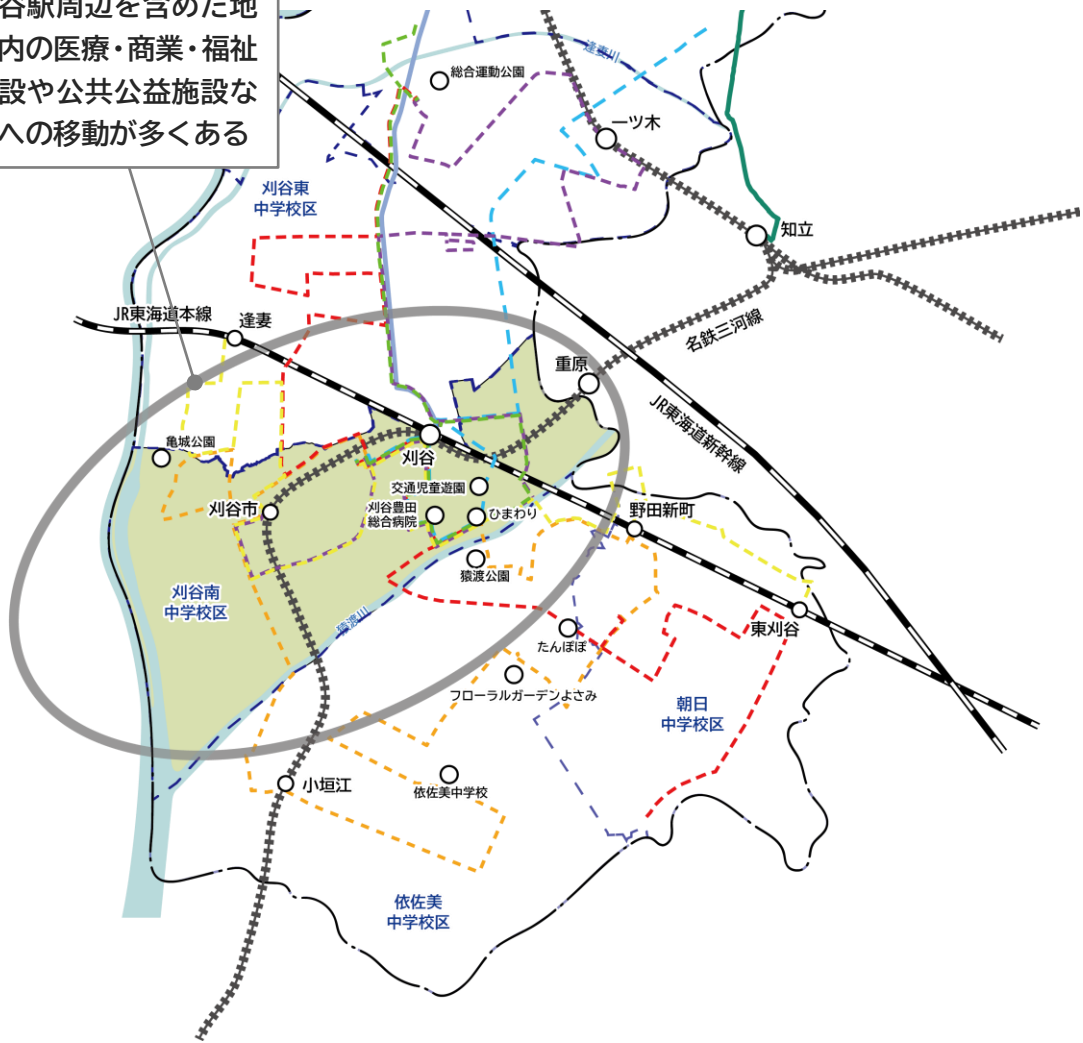 谷駅周辺を含めた地
内の医療・商業・福祉
設や公共公益施設な
への移動が多くある
総合運動公園
逢妻川
一ツ木
刈谷東
中学校区
知立
JR東海道本線
逢妻
名鉄三河線
重原
JR東海道新幹線
亀城公園
刈谷
交通児童遊園
刈谷市
刈谷豊田
総合病院
ひまわり
野田新町
猿渡公園
刈谷南
中学校区
猿渡川
東刈谷
たんぽぽ
フローラルガーデンよさみ
朝日
中学校区
小垣江
依佐美中学校
依佐美
中学校区